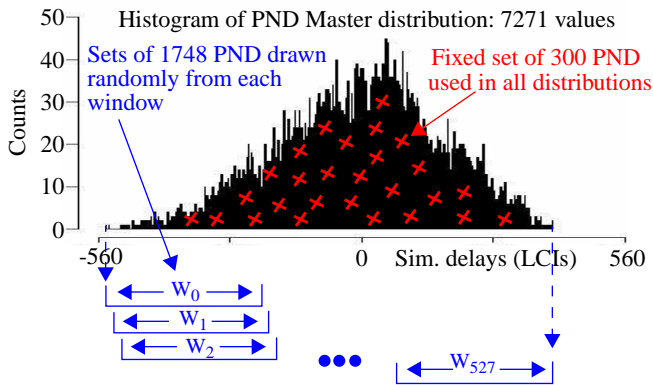 Histogram of PND Master distribution: 7271 values
Sets of 1748 PND drawn
randomly from each
window
Fixed set of 300 PND
used in all distributions
Counts
50
40
30
20
10
0
-560
0
Sim. delays (LCIs)
560
W0
W1
W2
W527